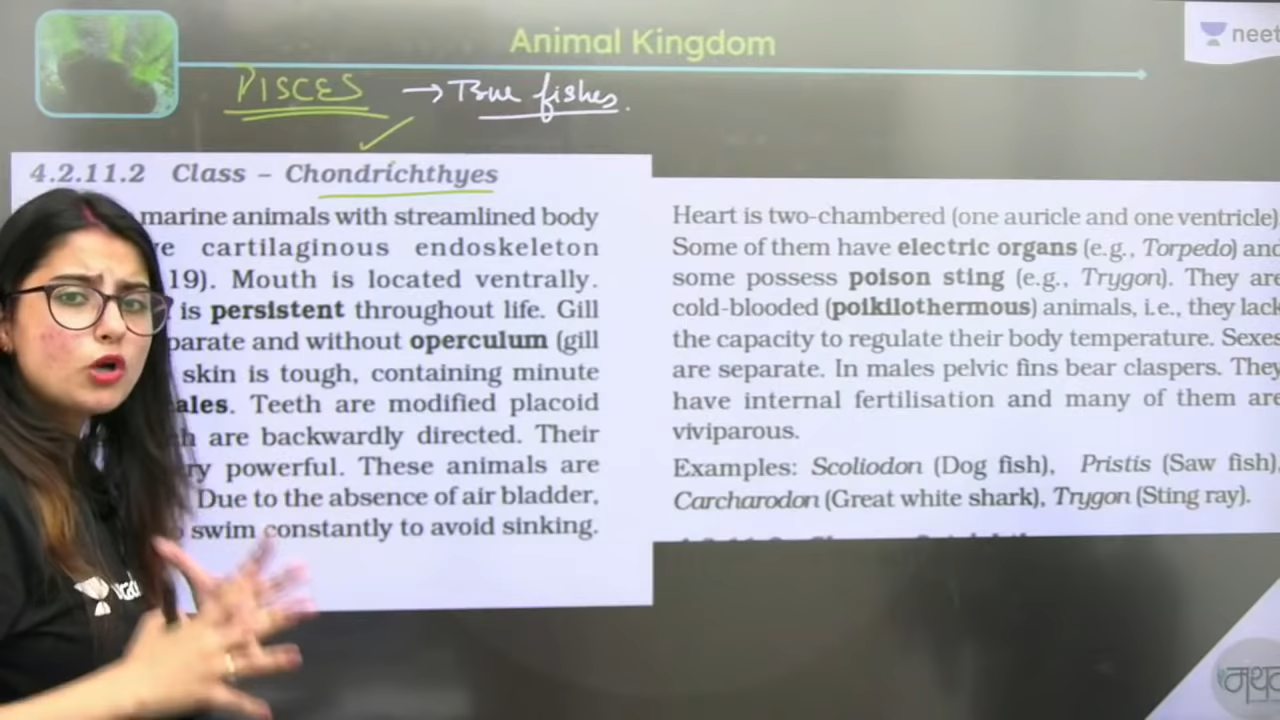 Animal Kingdom
neet
PISCES → True fishes.
4.2.11.2 Class – Chondrichthyes
marine animals with streamlined body
cartilaginous endoskeleton
19). Mouth is located ventrally.
is persistent throughout life. Gill
and without operculum (gill
skin is tough, containing minute
Teeth are modified placoid
are backwardly directed. Their
powerful. These animals are
Due to the absence of air bladder,
swim constantly to avoid sinking.
Heart is two-chambered (one auricle and one ventricle)
Some of them have electric organs (e.g., Torpedo) and
some possess poison sting (e.g., Trygon). They are
cold-blooded (poikilothermous) animals, i.e., they lack
the capacity to regulate their body temperature. Sexes
are separate. In males pelvic fins bear claspers. They
have internal fertilisation and many of them are
viviparous.
Examples: Scoliodon (Dog fish), Pristis (Saw fish),
Carcharodon (Great white shark), Trygon (Sting ray).